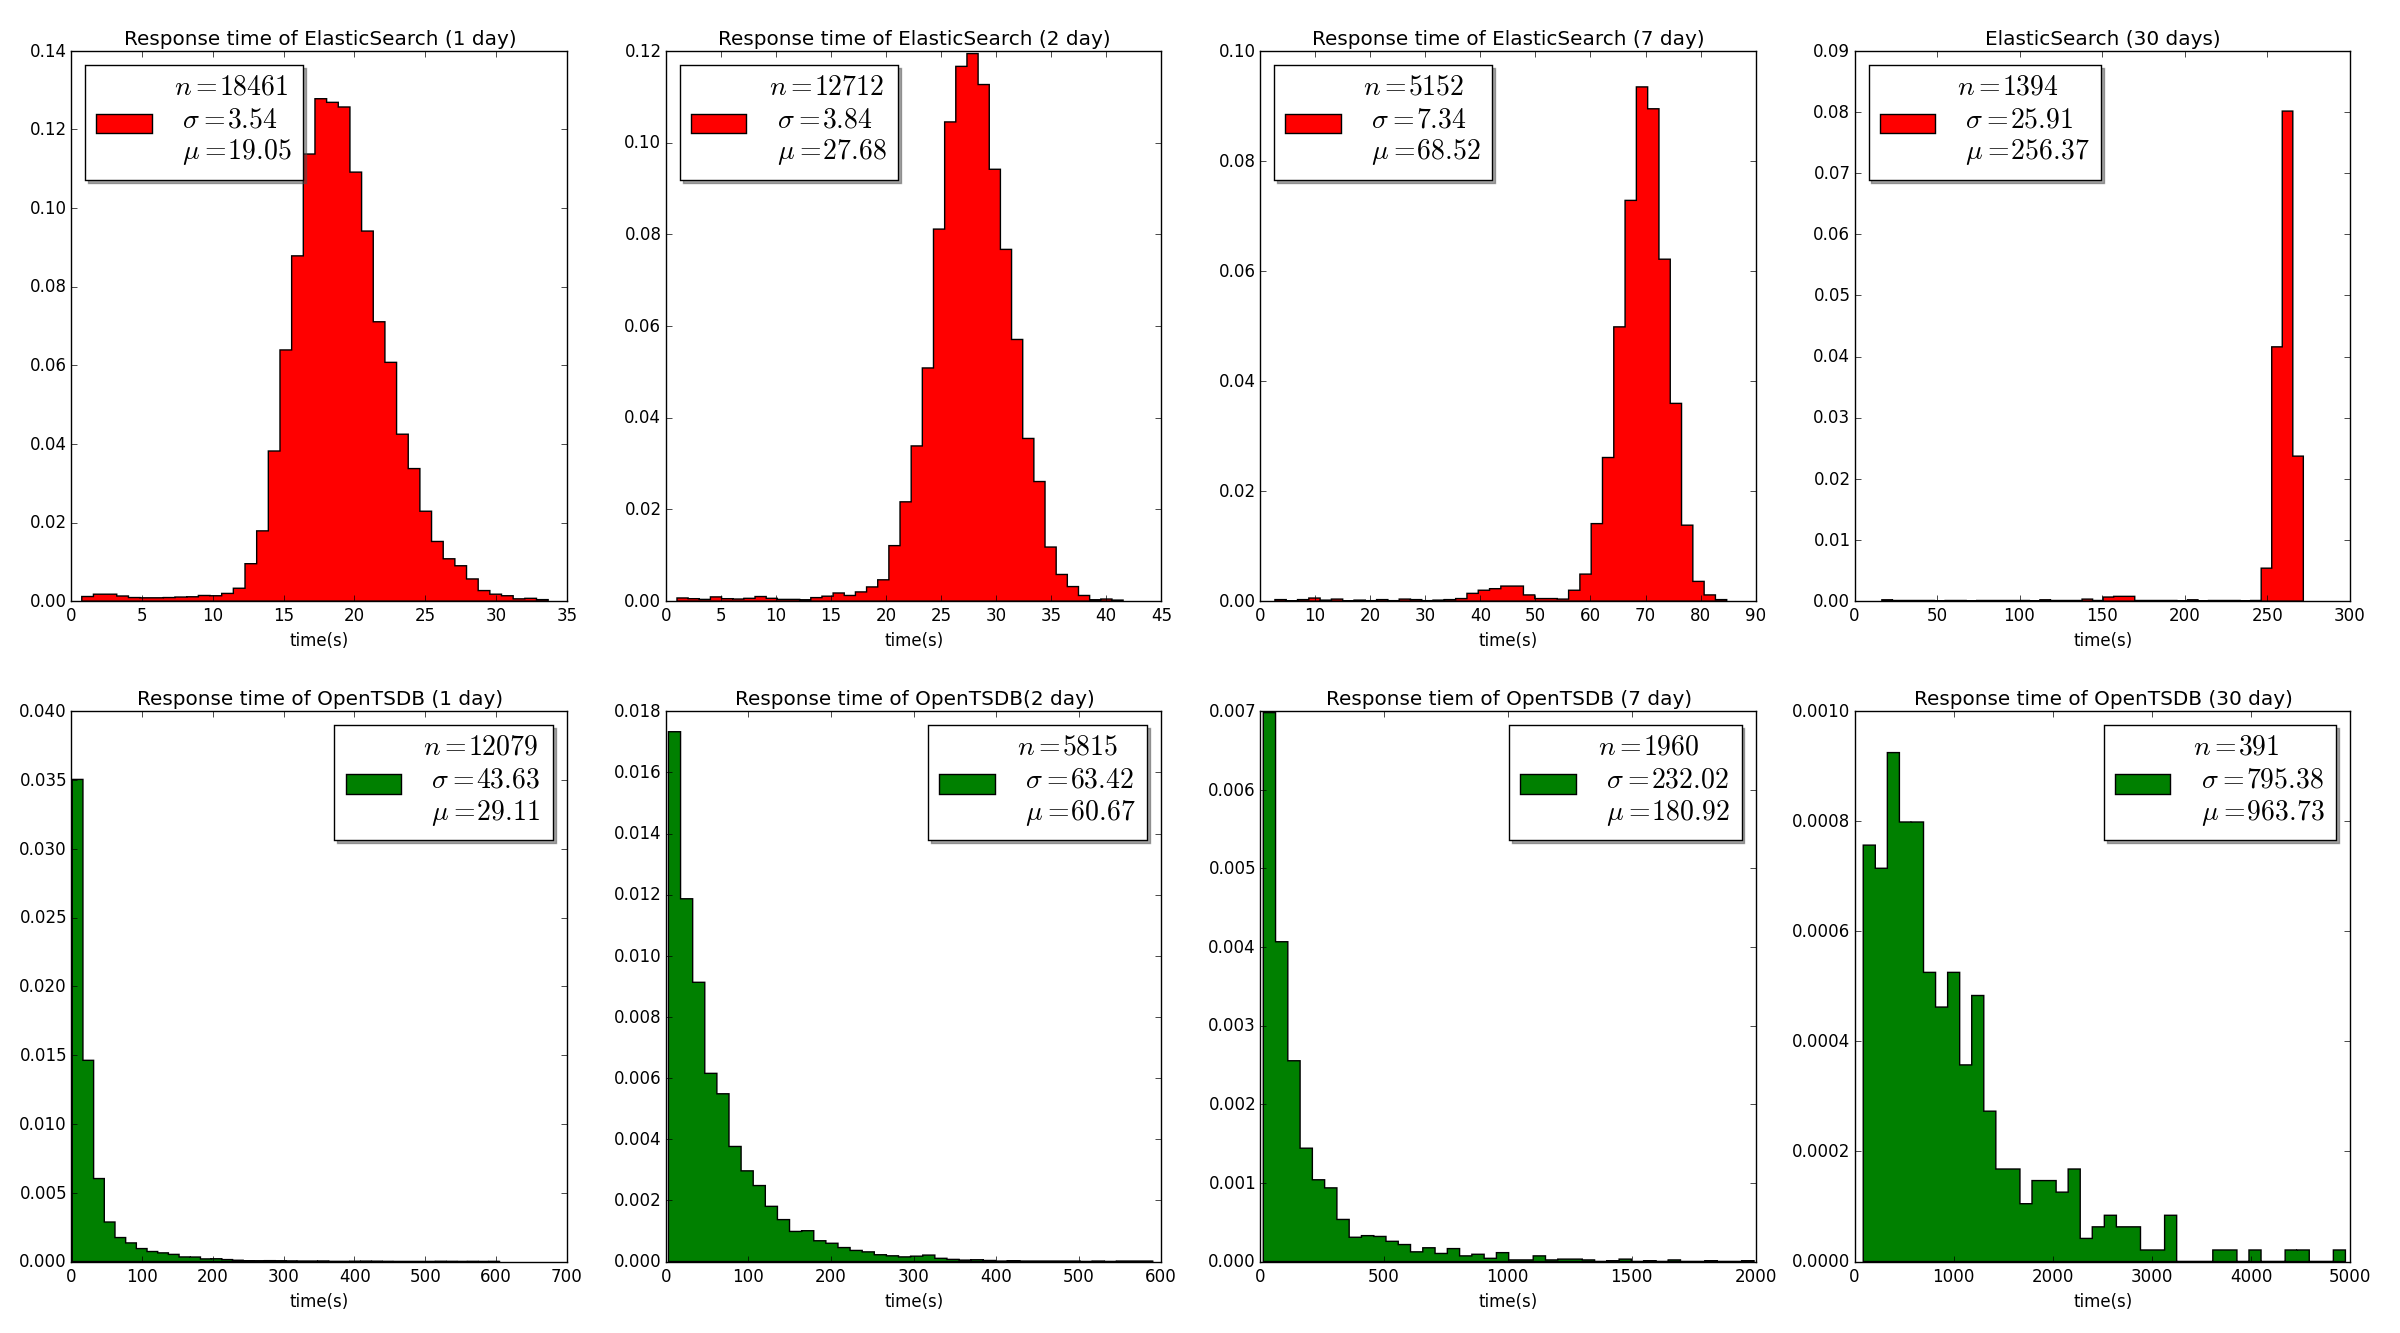 Response time of ElasticSearch (1 day)
0.14
0.12
0.10
0.08
0.06
0.04
0.02
0.00
n=18461
σ=3.54
μ=19.05
0 5 10 15 20 25 30 35
time(s)
Response time of ElasticSearch (2 day)
0.12
0.10
0.08
0.06
0.04
0.02
0.00
n=12712
σ=3.84
μ=27.68
0 5 10 15 20 25 30 35 40 45
time(s)
Response time of ElasticSearch (7 day)
0.10
0.08
0.06
0.04
0.02
0.00
n=5152
σ=7.34
μ=68.52
0 10 20 30 40 50 60 70 80 90
time(s)
ElasticSearch (30 days)
0.09
0.08
0.07
0.06
0.05
0.04
0.03
0.02
0.01
0.00
n=1394
σ=25.91
μ=256.37
0 50 100 150 200 250 300
time(s)
Response time of OpenTSDB (1 day)
0.040
0.035
0.030
0.025
0.020
0.015
0.010
0.005
0.000
n=12079
σ=43.63
μ=29.11
0 100 200 300 400 500 600 700
time(s)
Response time of OpenTSDB(2 day)
0.018
0.016
0.014
0.012
0.010
0.008
0.006
0.004
0.002
0.000
n=5815
σ=63.42
μ=60.67
0 100 200 300 400 500 600
time(s)
Response tiem of OpenTSDB (7 day)
0.007
0.006
0.005
0.004
0.003
0.002
0.001
0.000
n=1960
σ=232.02
μ=180.92
0 500 1000 1500 2000
time(s)
Response time of OpenTSDB (30 day)
0.0010
0.0008
0.0006
0.0004
0.0002
0.0000
n=391
σ=795.38
μ=963.73
0 1000 2000 3000 4000 5000
time(s)